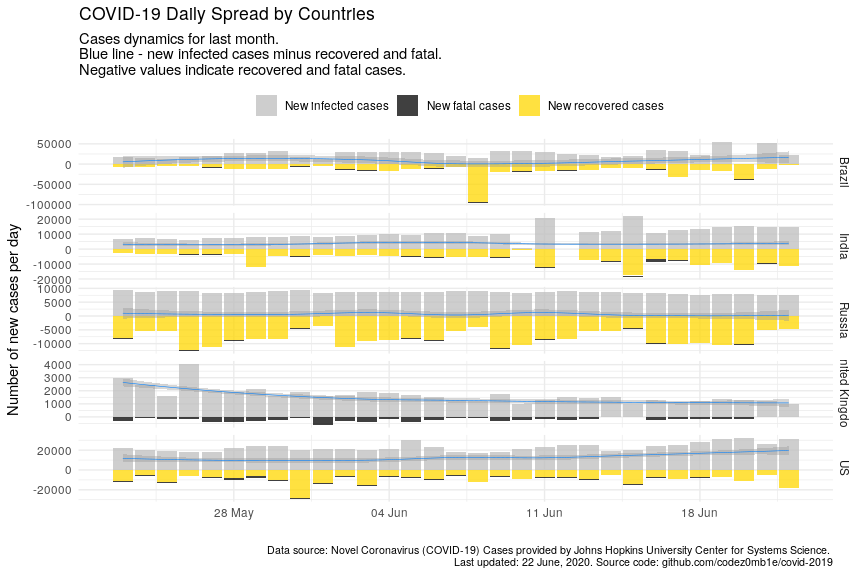 COVID-19 Daily Spread by Countries
Cases dynamics for last month.
Blue line - new infected cases minus recovered and fatal.
Negative values indicate recovered and fatal cases.
New infected cases New fatal cases New recovered cases
Number of new cases per day
50000
0
-50000
-100000
Brazil
20000
10000
0
-10000
-20000
India
10000
5000
0
-5000
-10000
Russia
4000
3000
2000
1000
0
nited Kingdo
20000
0
-20000
US
28 May 04 Jun 11 Jun 18 Jun
Data source: Novel Coronavirus (COVID-19) Cases provided by Johns Hopkins University Center for Systems Science.
Last updated: 22 June, 2020. Source code: github.com/codez0mb1e/covid-2019